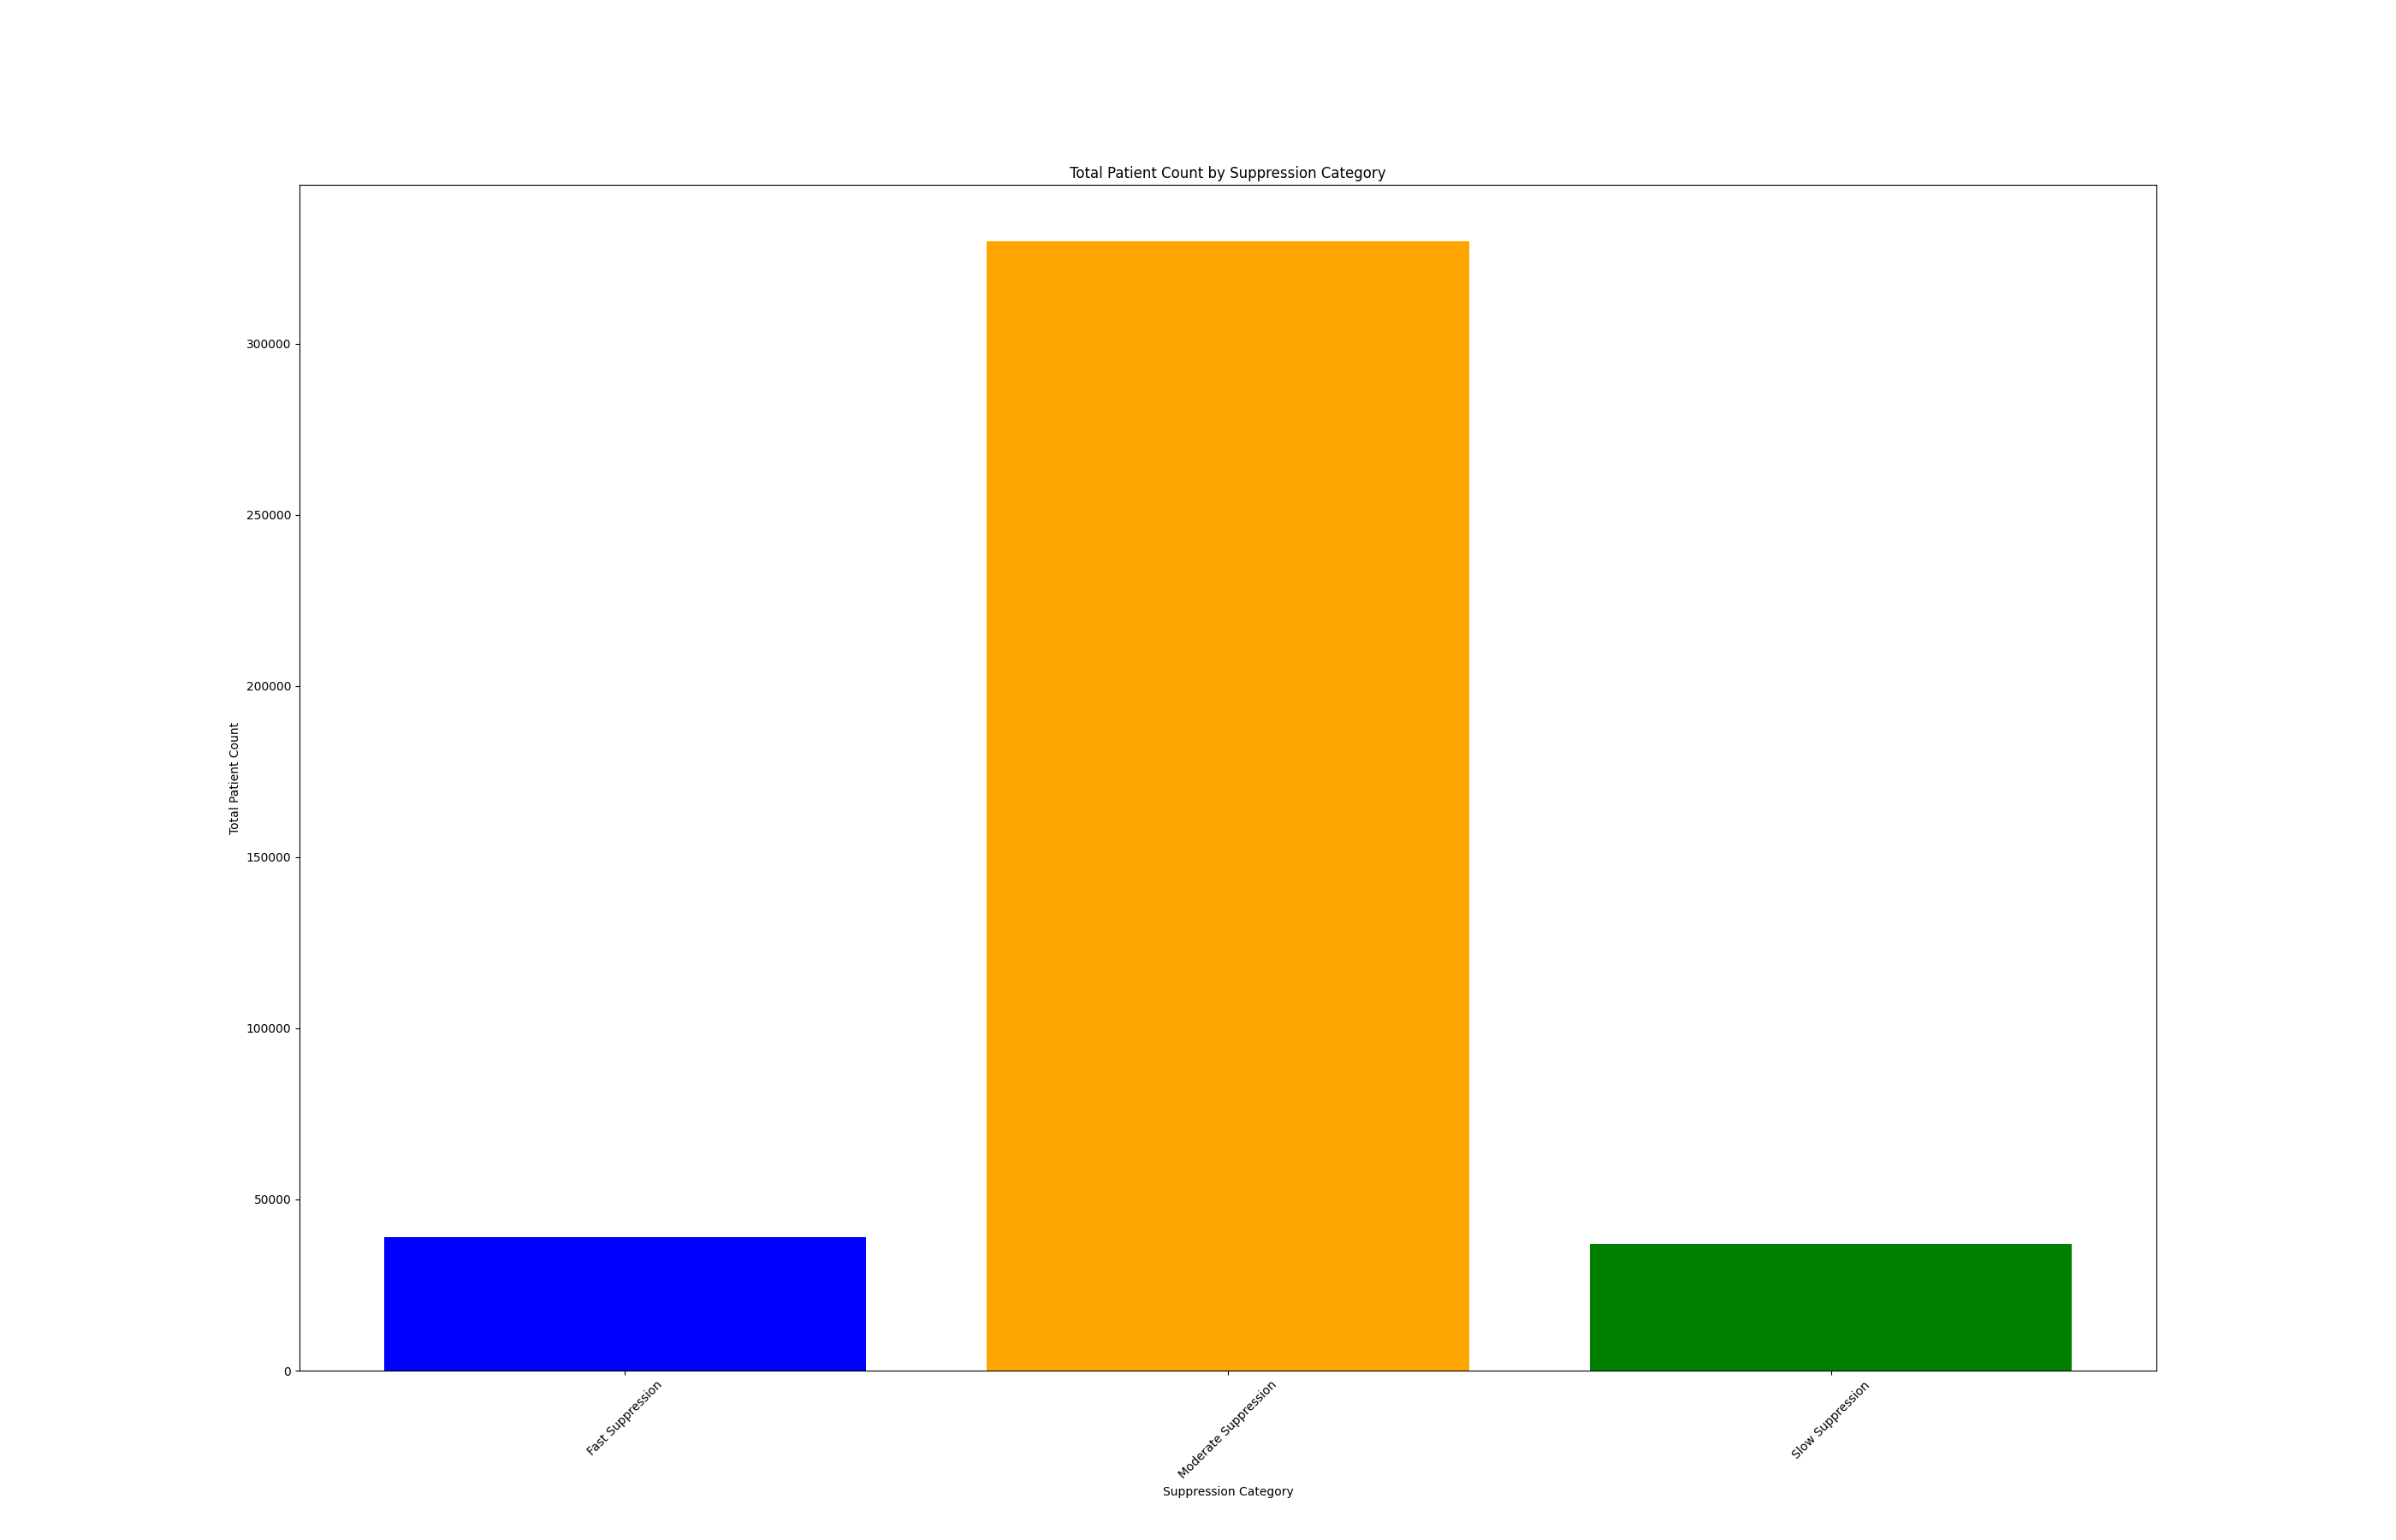 Total Patient Count by Suppression Category
Total Patient Count
300000
250000
200000
150000
100000
50000
0
Fast Suppression
Moderate Suppression
Slow Suppression
Suppression Category